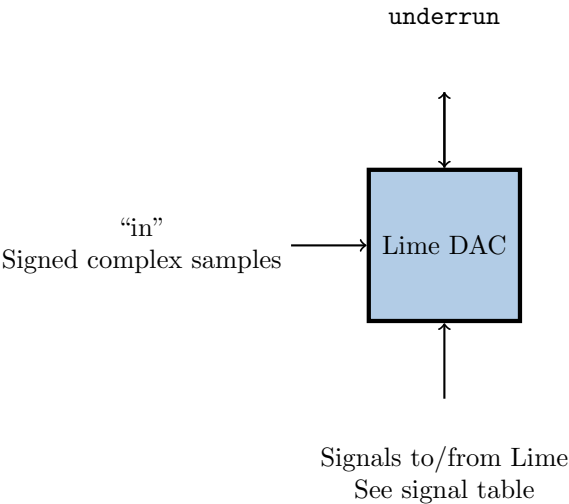 underrun
“in”
Signed complex samples
Lime DAC
Signals to/from Lime
See signal table